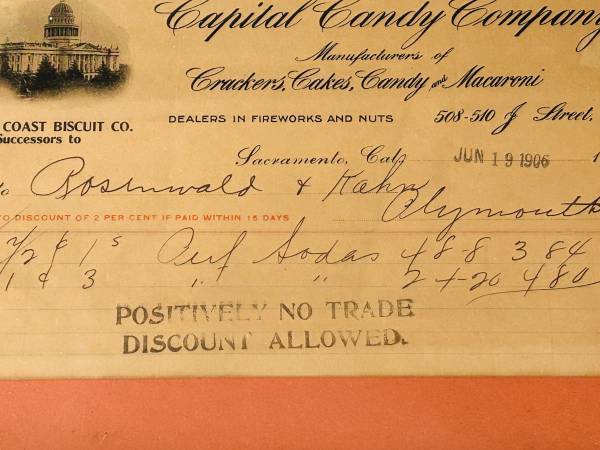 Capital Candy Company
Manufacturers of
Crackers, Cakes, Candy and Macaroni
COAST BISCUIT CO.
Successors to
DEALERS IN FIREWORKS AND NUTS
508-510 J Street,
Sacramento, Cal. JUN 19 1906 1
to Rosenwald & Kahn
Plymouth
TO DISCOUNT OF 2 PER CENT IF PAID WITHIN 15 DAYS
1/2 ¢ 1s Sodas 48-8 3 84
1 ¢ 3 " " 24-20 4 80
POSITIVELY NO TRADE
DISCOUNT ALLOWED.